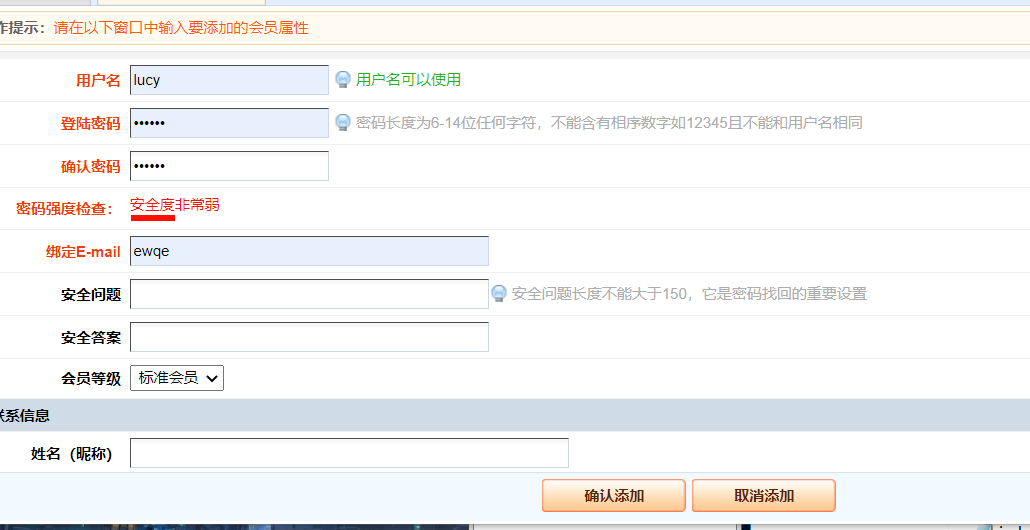 作提示：请在以下窗口中输入要添加的会员属性
用户名 lucy 用户名可以使用
登陆密码 •••••• 密码长度为6-14位任何字符，不能含有相序数字如12345且不能和用户名相同
确认密码 ••••••
密码强度检查： 安全度非常弱
绑定E-mail ewqe
安全问题 安全问题长度不能大于150，它是密码找回的重要设置
安全答案
会员等级 标准会员
联系信息
姓名（昵称）
确认添加 取消添加